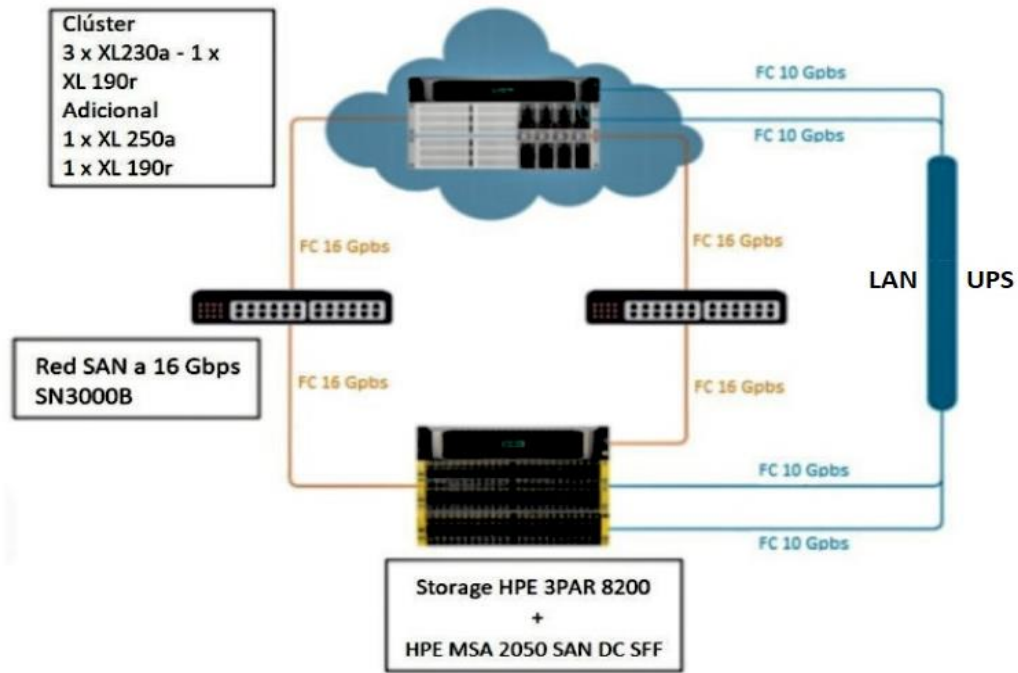 Clúster
3 x XL230a - 1 x
XL 190r
Adicional
1 x XL 250a
1 x XL 190r
FC 10 Gpbs
FC 10 Gpbs
FC 16 Gpbs
FC 16 Gpbs
LAN
UPS
Red SAN a 16 Gbps
SN3000B
FC 16 Gpbs
FC 16 Gpbs
FC 10 Gpbs
FC 10 Gpbs
Storage HPE 3PAR 8200
+
HPE MSA 2050 SAN DC SFF